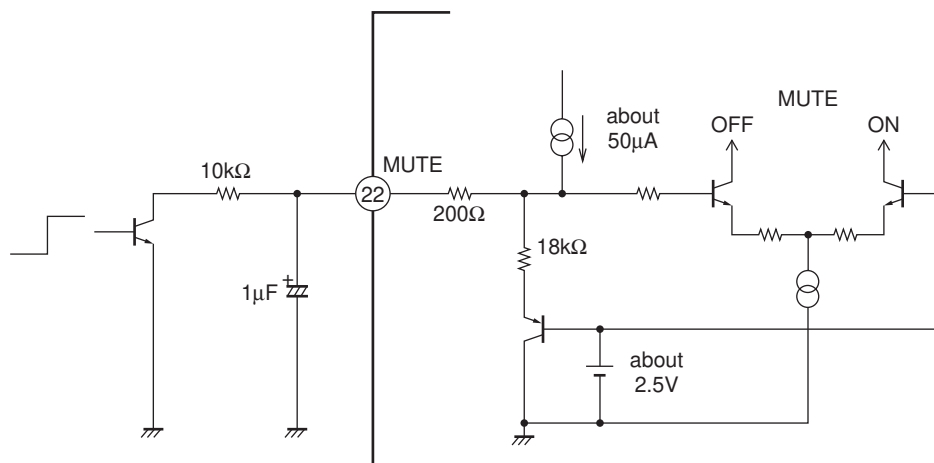 MUTE
about
50µA
OFF
ON
10kΩ
MUTE
22
200Ω
18kΩ
+
1µF
about
2.5V